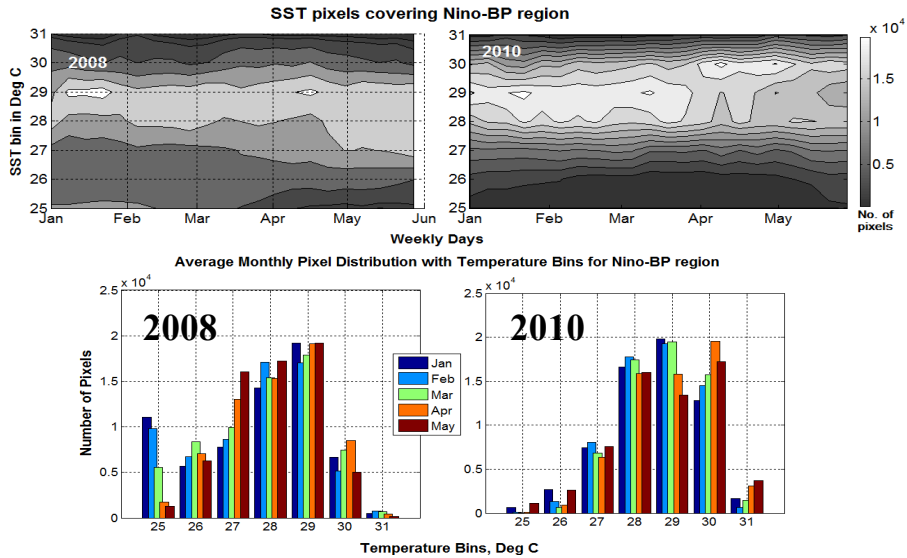 SST pixels covering Nino-BP region
x 10^4
SST bin in Deg C
31
30
29
28
27
26
25
2008
Jan
Feb
Mar
Apr
May
Jun
31
30
29
28
27
26
25
2010
Jan
Feb
Mar
Apr
May
1.5
1
0.5
No. of
pixels
Weekly Days
Average Monthly Pixel Distribution with Temperature Bins for Nino-BP region
x 10^4
Number of Pixels
2.5
2
1.5
1
0.5
0
2008
25
26
27
28
29
30
31
Jan
Feb
Mar
Apr
May
x 10^4
2.5
2
1.5
1
0.5
0
2010
25
26
27
28
29
30
31
Temperature Bins, Deg C